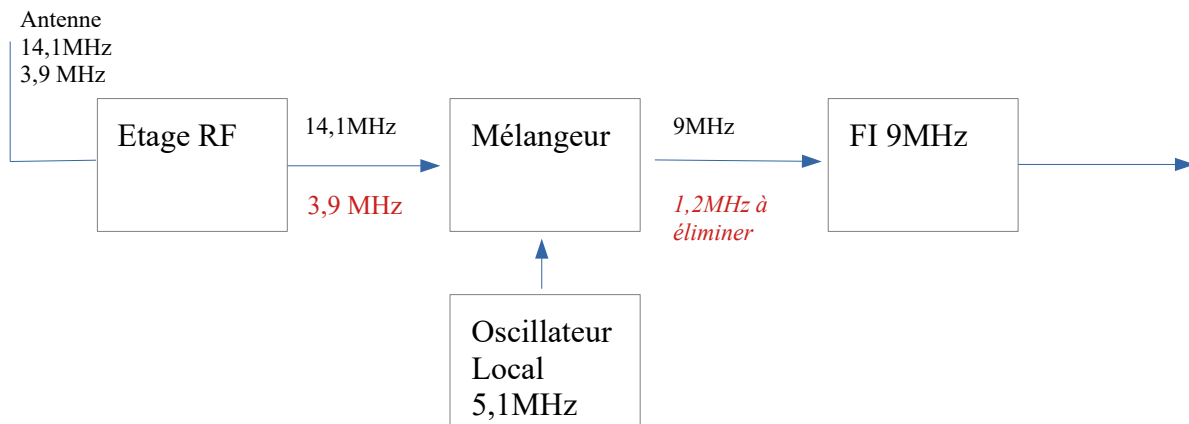 Antenne
14,1MHz
3,9 MHz
Etage RF
14,1MHz
3,9 MHz
Mélangeur
9MHz
1,2MHz à
éliminer
FI 9MHz
Oscillateur
Local
5,1MHz